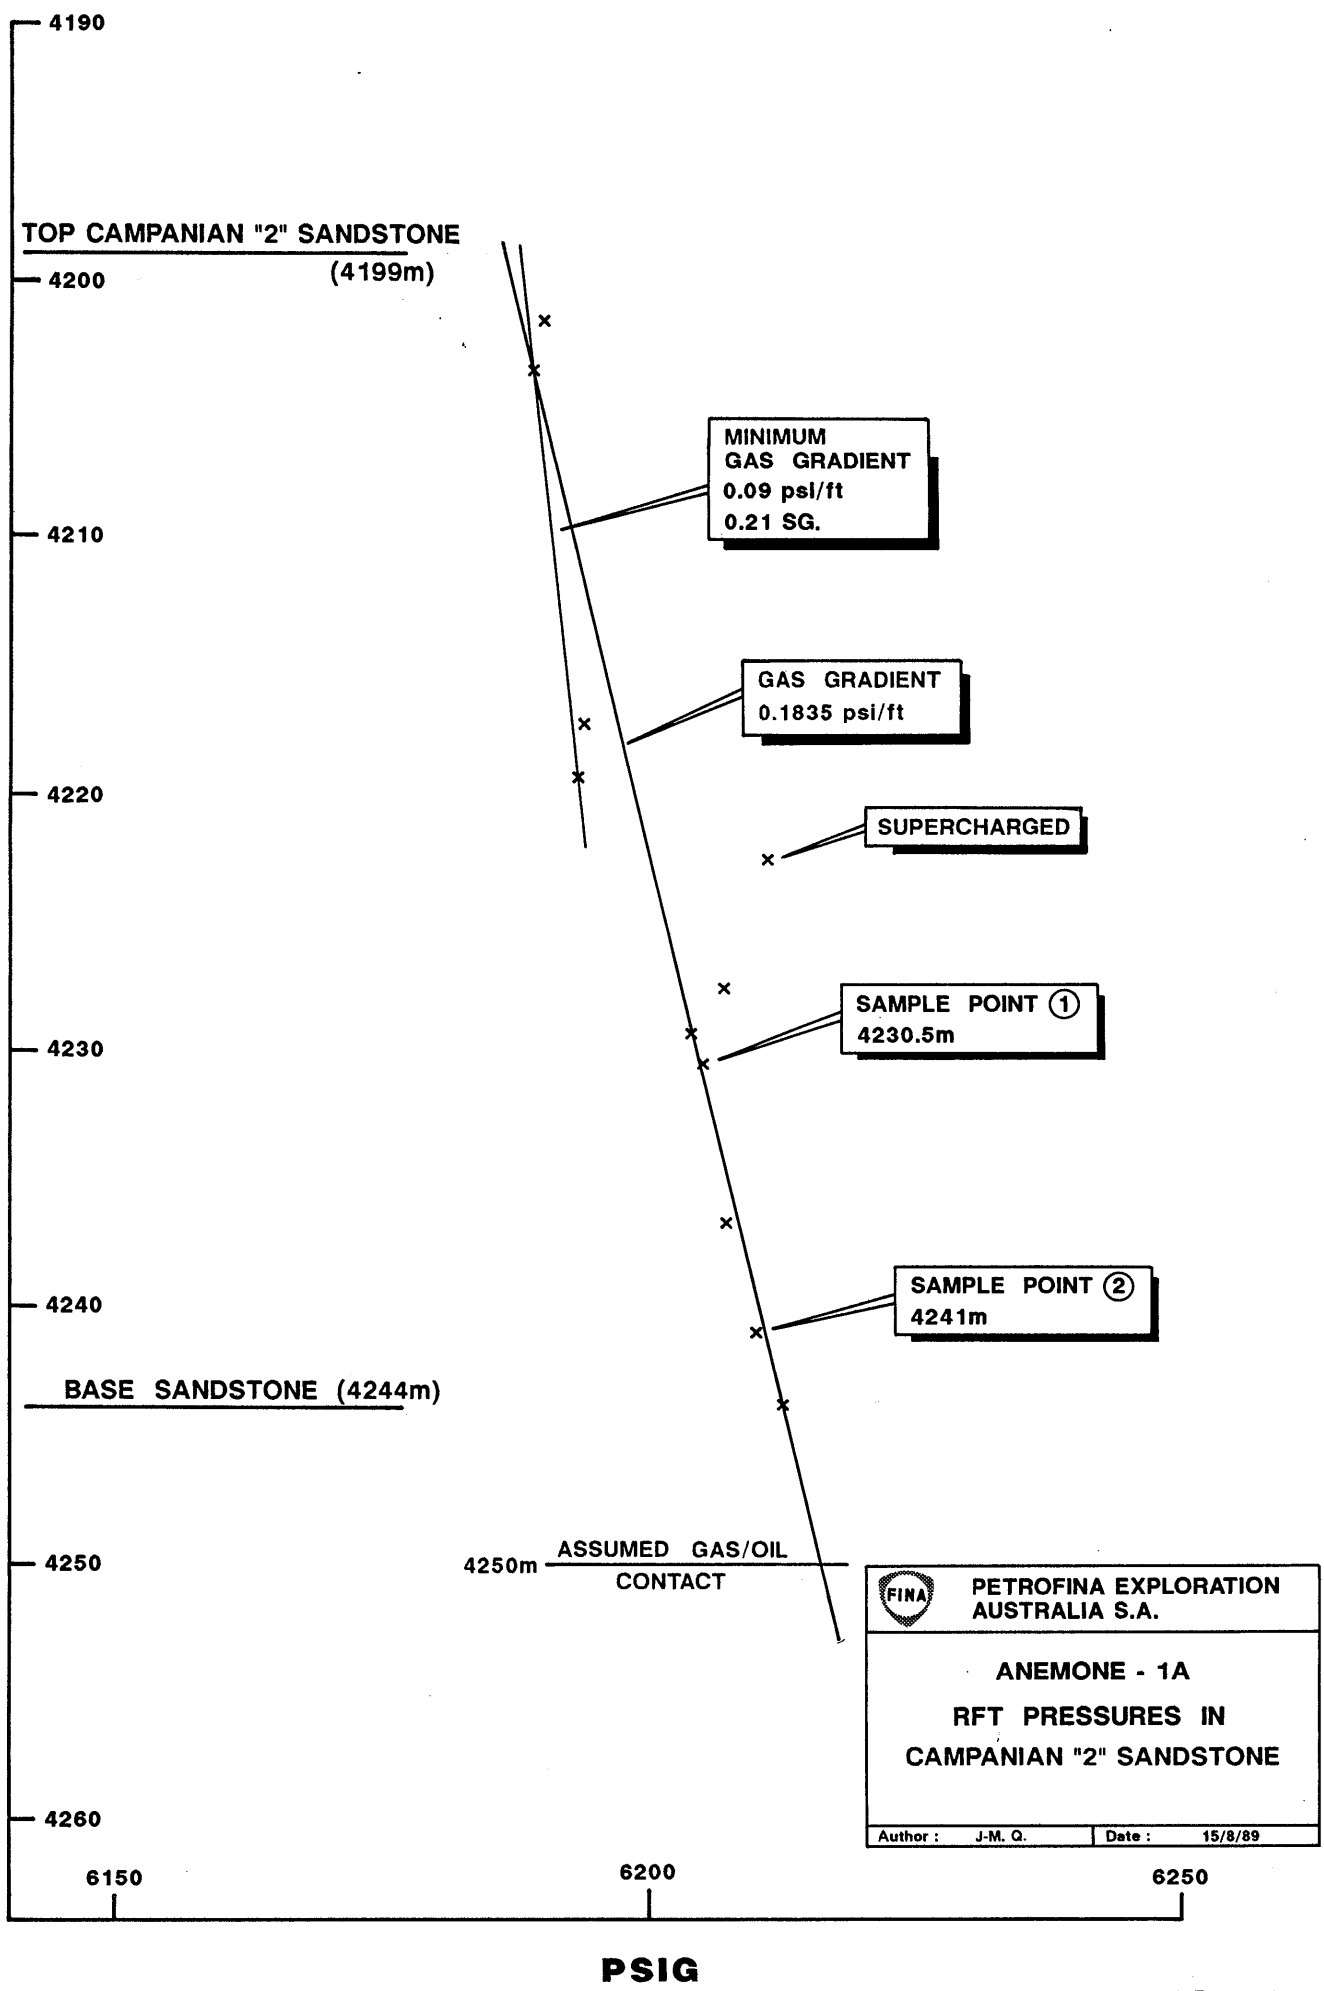 4190
TOP CAMPANIAN "2" SANDSTONE
(4199m)
4200
MINIMUM
GAS GRADIENT
0.09 psi/ft
0.21 SG.
4210
GAS GRADIENT
0.1835 psi/ft
4220
SUPERCHARGED
SAMPLE POINT 1
4230.5m
4230
SAMPLE POINT 2
4241m
4240
BASE SANDSTONE (4244m)
4250
4250m
ASSUMED GAS/OIL
CONTACT
FINA
PETROFINA EXPLORATION
AUSTRALIA S.A.
ANEMONE - 1A
RFT PRESSURES IN
CAMPANIAN "2" SANDSTONE
Author : J-M. Q. Date : 15/8/89
4260
6150 6200 6250
PSIG